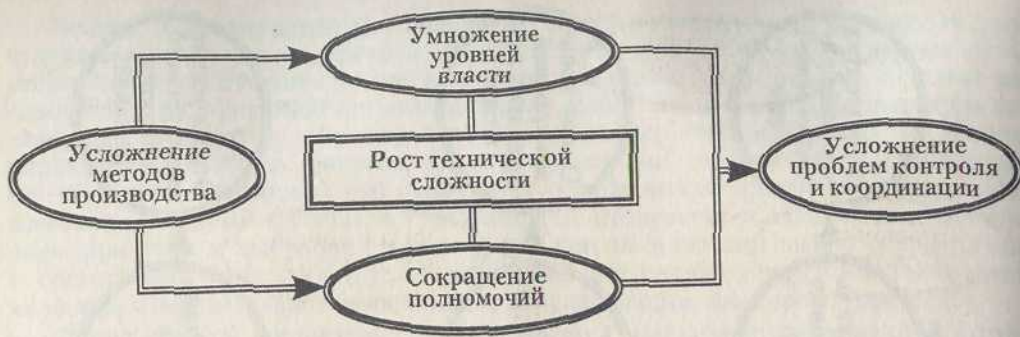 Умножение
уровней
власти
Усложнение
методов
производства
Рост технической
сложности
Усложнение
проблем контроля
и координации
Сокращение
полномочий